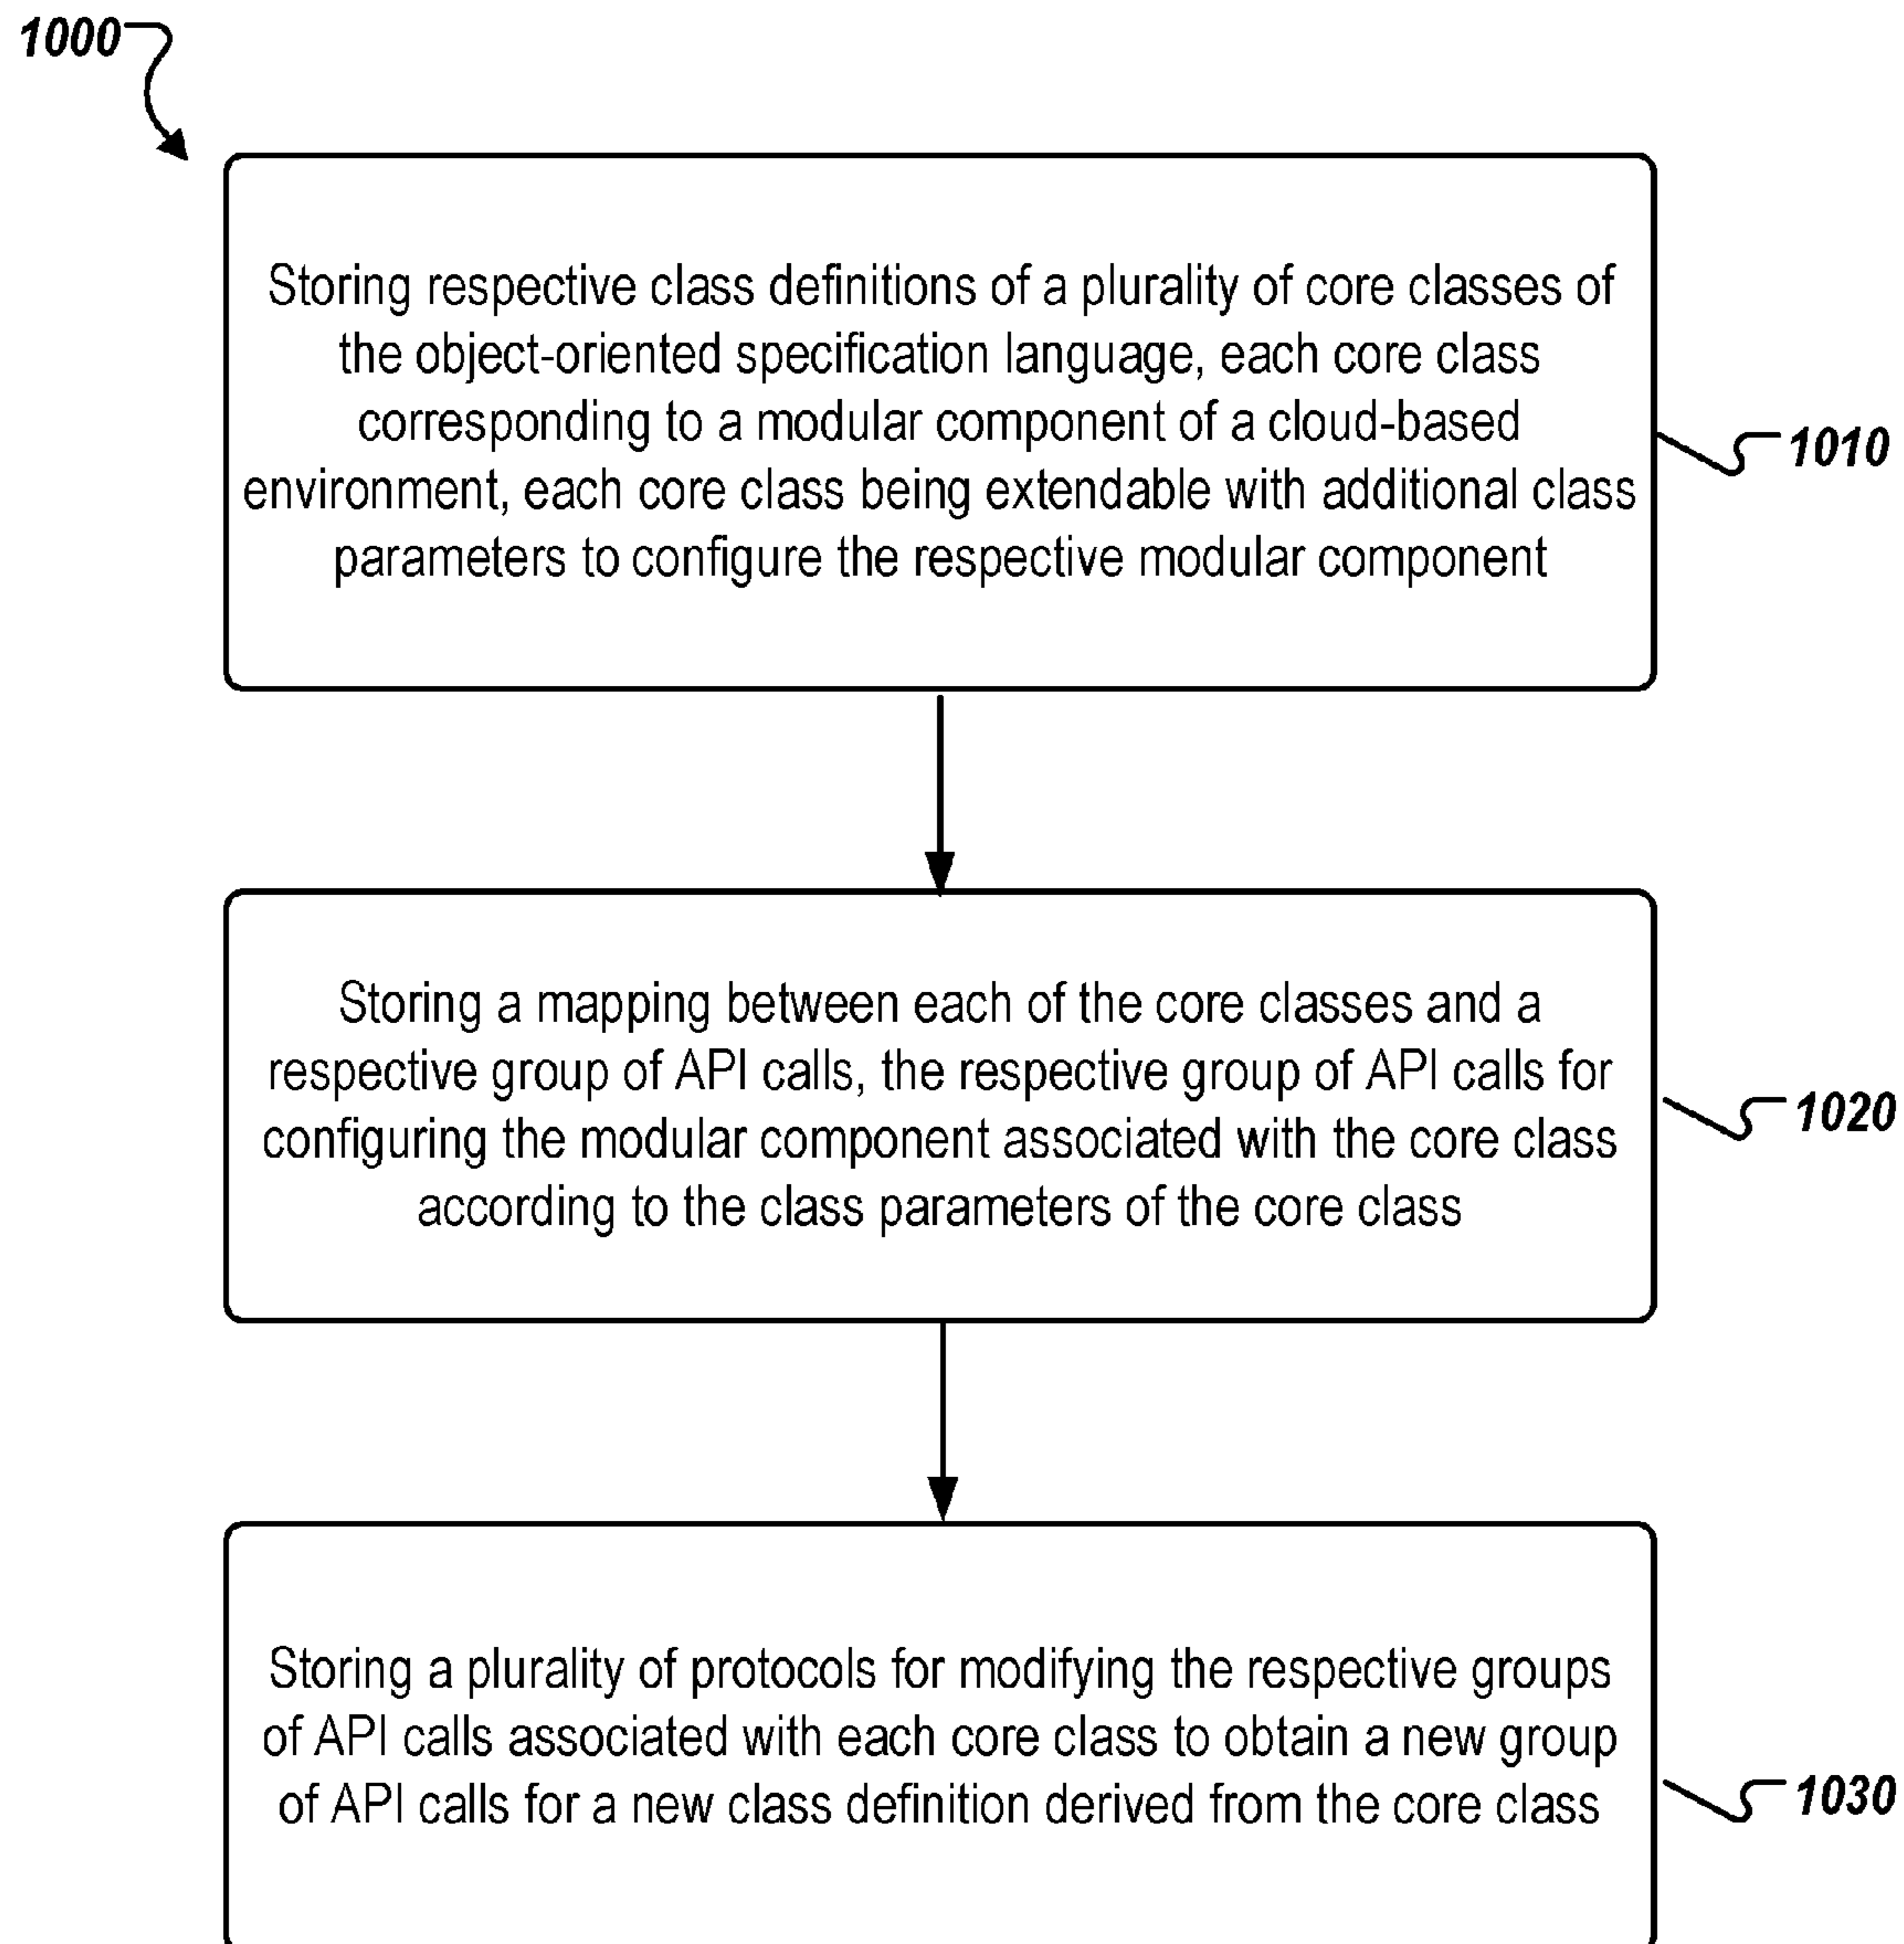 1000
Storing respective class definitions of a plurality of core classes of
the object-oriented specification language, each core class
corresponding to a modular component of a cloud-based
environment, each core class being extendable with additional class
parameters to configure the respective modular component
1010
Storing a mapping between each of the core classes and a
respective group of API calls, the respective group of API calls for
configuring the modular component associated with the core class
according to the class parameters of the core class
1020
Storing a plurality of protocols for modifying the respective groups
of API calls associated with each core class to obtain a new group
of API calls for a new class definition derived from the core class
1030